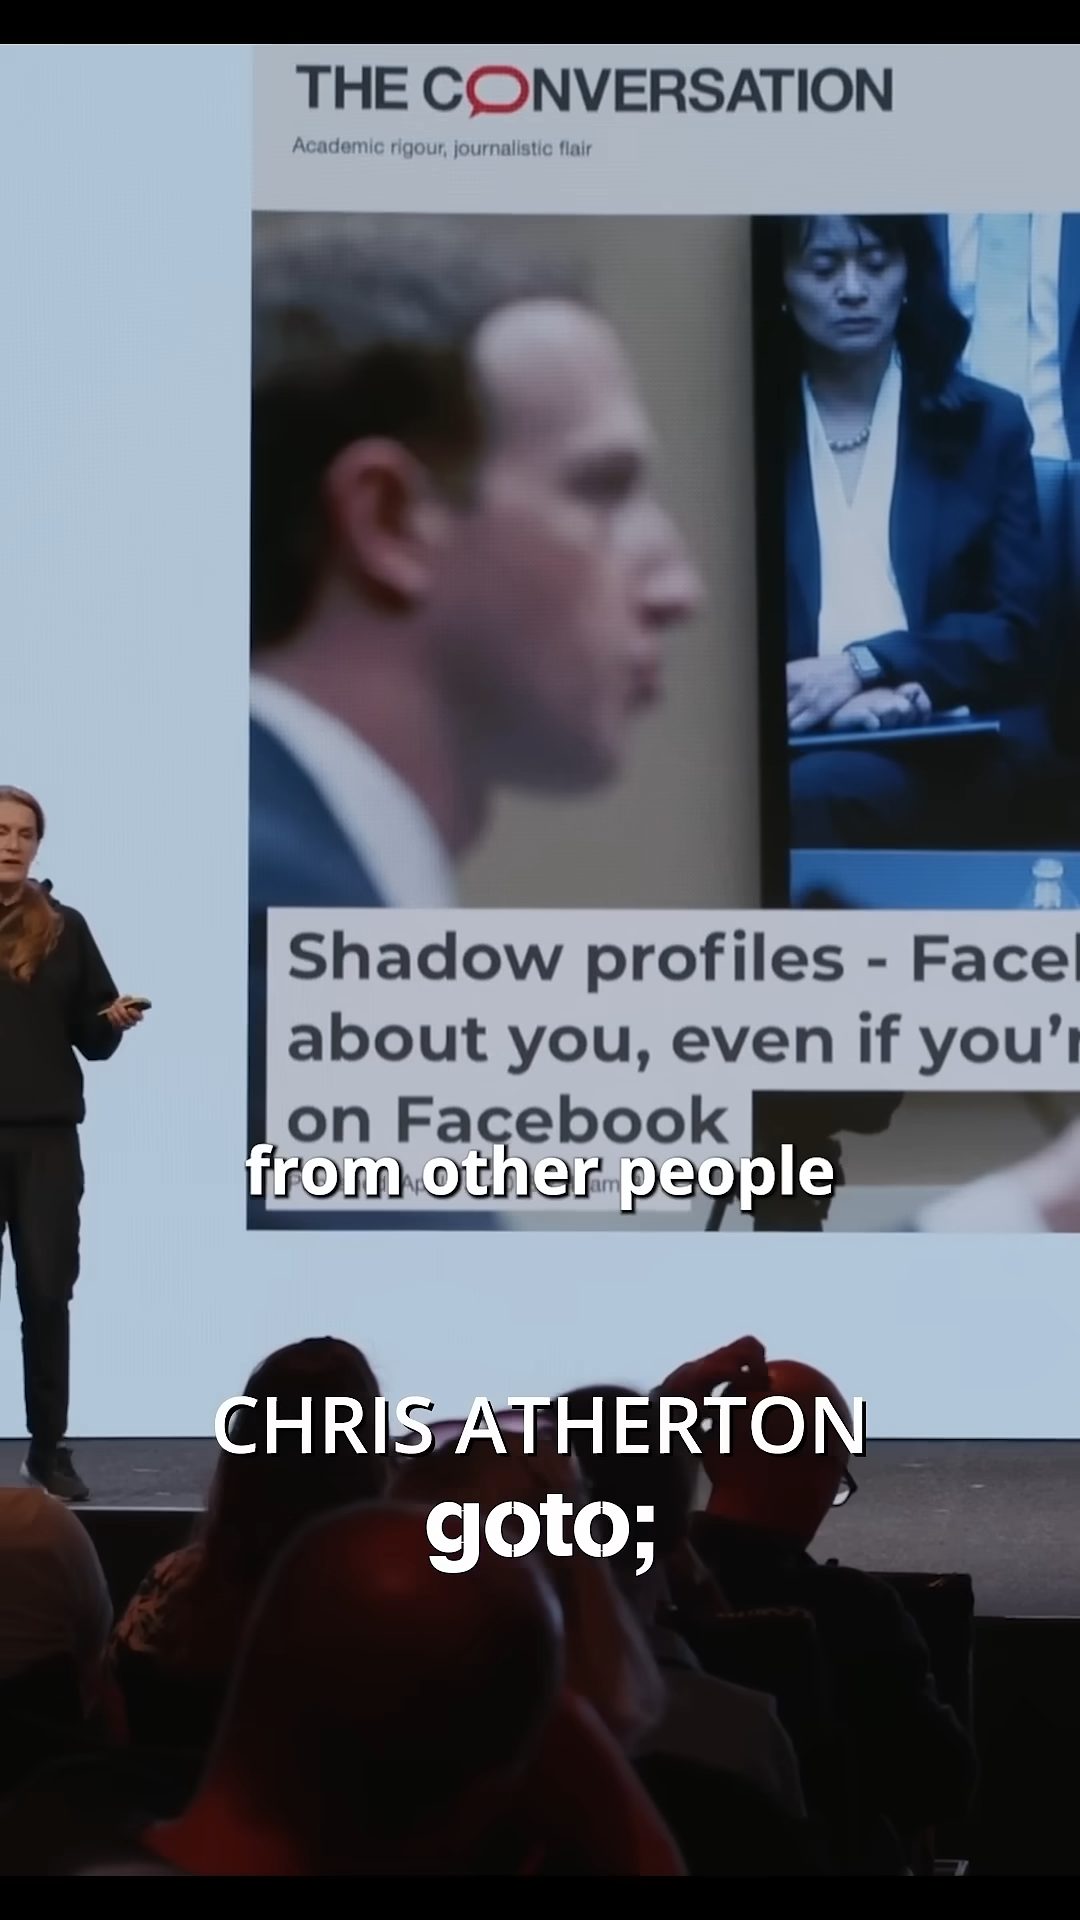 THE CONVERSATION
Academic rigour, journalistic flair
Shadow profiles - Face
about you, even if you'r
on Facebook
from other people
CHRIS ATHERTON
goto;